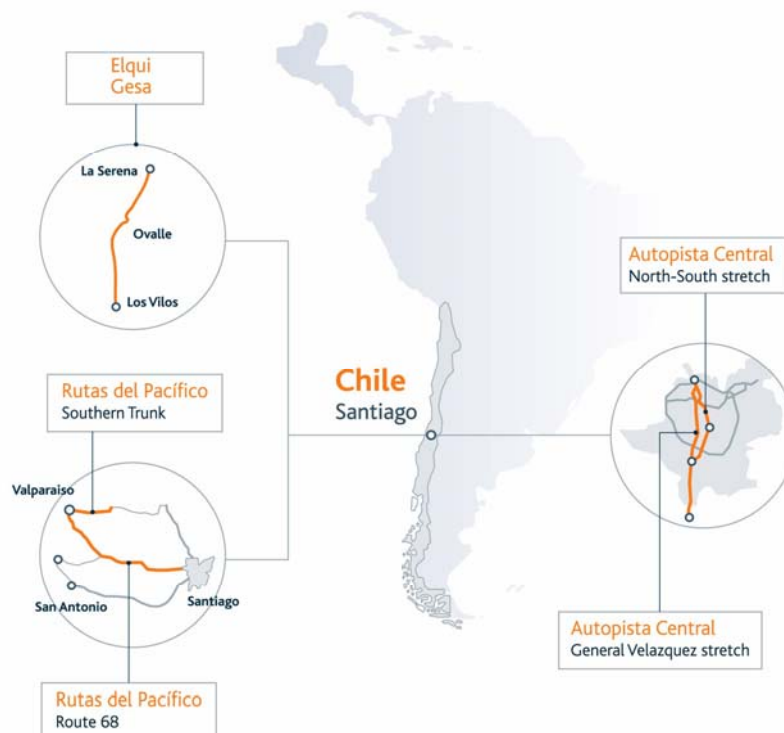 Elqui
Gesa
La Serena
Ovalle
Los Vilos
Rutas del Pacífico
Southern Trunk
Valparaiso
San Antonio
Santiago
Rutas del Pacífico
Route 68
Chile
Santiago
Autopista Central
North-South stretch
Autopista Central
General Velazquez stretch